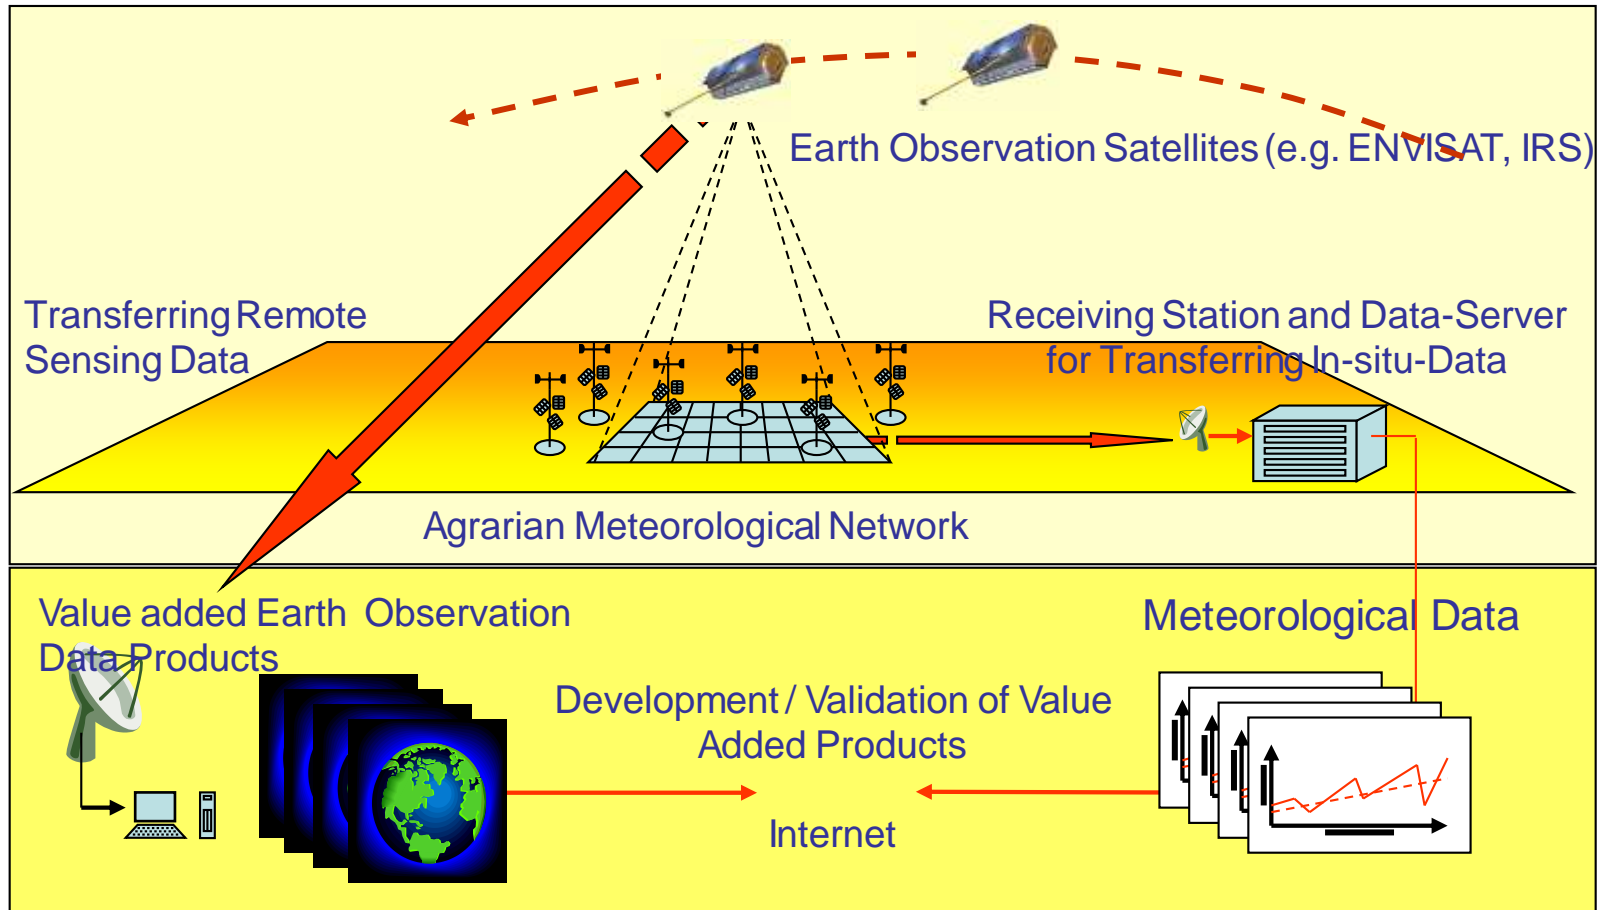 Earth Observation Satellites (e.g. ENVISAT, IRS)
Transferring Remote
Sensing Data
Receiving Station and Data-Server
for Transferring In-situ-Data
Agrarian Meteorological Network
Value added Earth Observation
Data Products
Meteorological Data
Development / Validation of Value
Added Products
Internet